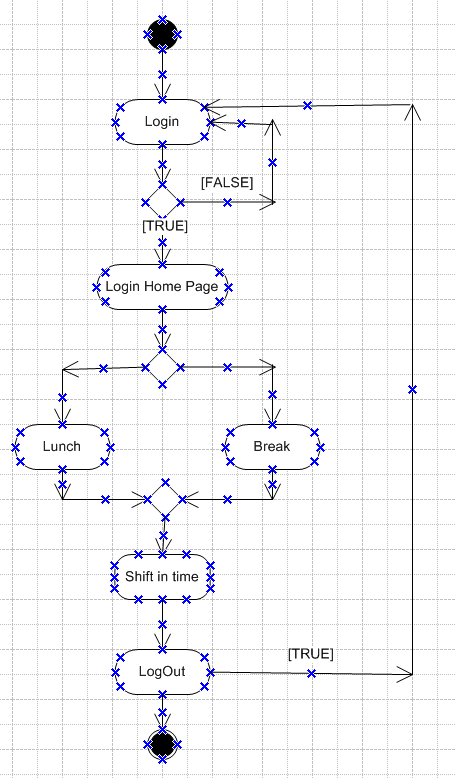 Login
[FALSE]
[TRUE]
Login Home Page
Lunch
Break
Shift in time
[TRUE]
LogOut